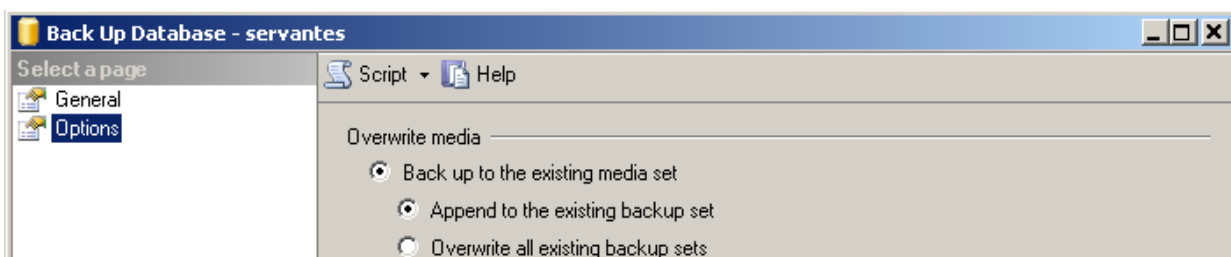 Back Up Database - servantes
Select a page
Script Help
General
Options
Overwrite media
Back up to the existing media set
Append to the existing backup set
Overwrite all existing backup sets